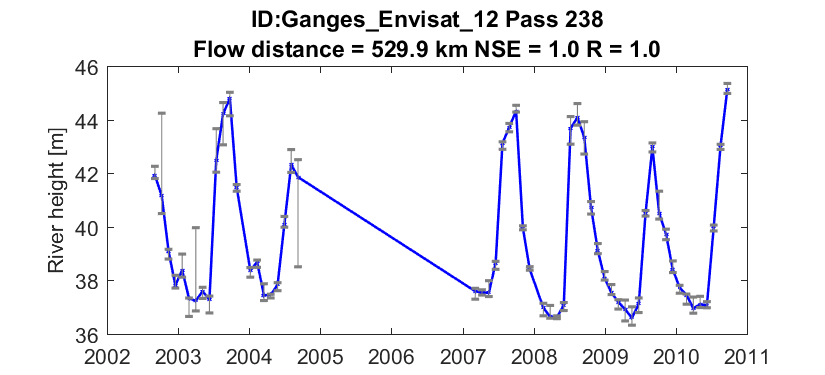 ID:Ganges_Envisat_12 Pass 238
Flow distance = 529.9 km NSE = 1.0 R = 1.0
River height [m]
46
44
42
40
38
36
2002 2003 2004 2005 2006 2007 2008 2009 2010 2011